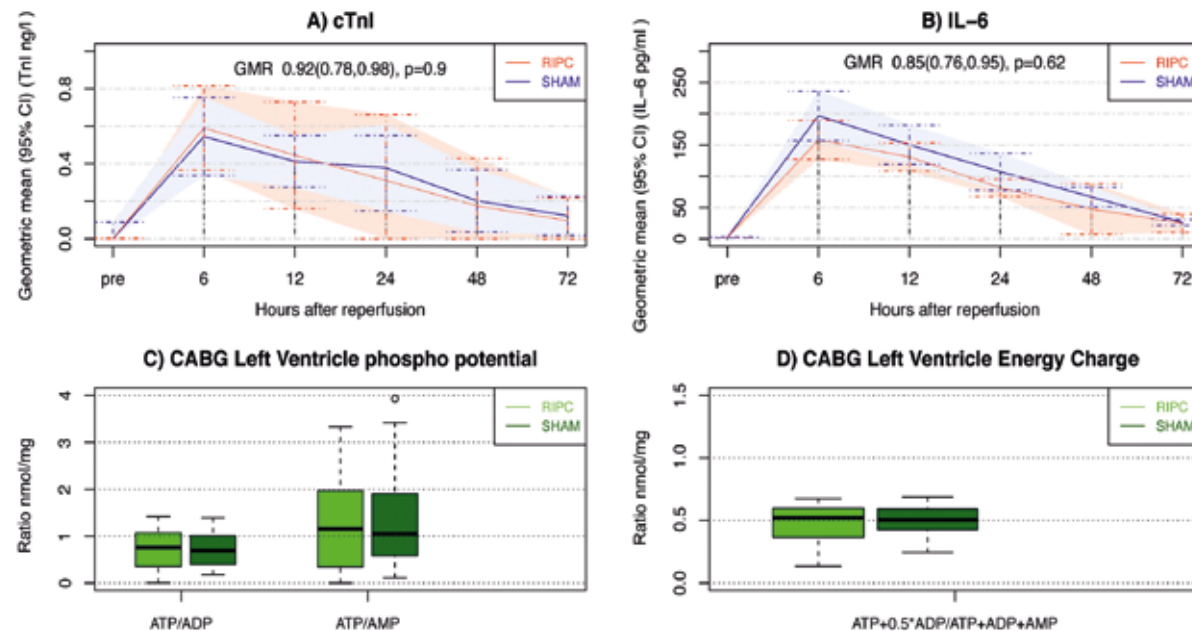 A) cTnI
Geometric mean (95% CI) (TnI ng/l )
0.8
0.4
0.0
GMR 0.92(0.78,0.98), p=0.9
RIPC
SHAM
pre 6 12 24 48 72
Hours after reperfusion
B) IL−6
Geometric mean (95% CI) (IL−6 pg/ml )
250
150
50
0
GMR 0.85(0.76,0.95), p=0.62
RIPC
SHAM
pre 6 12 24 48 72
Hours after reperfusion
C) CABG Left Ventricle phospho potential
Ratio nmol/mg
4
3
2
1
0
RIPC
SHAM
ATP/ADP ATP/AMP
D) CABG Left Ventricle Energy Charge
Ratio nmol/mg
1.5
1.0
0.5
0.0
RIPC
SHAM
ATP+0.5*ADP/ATP+ADP+AMP